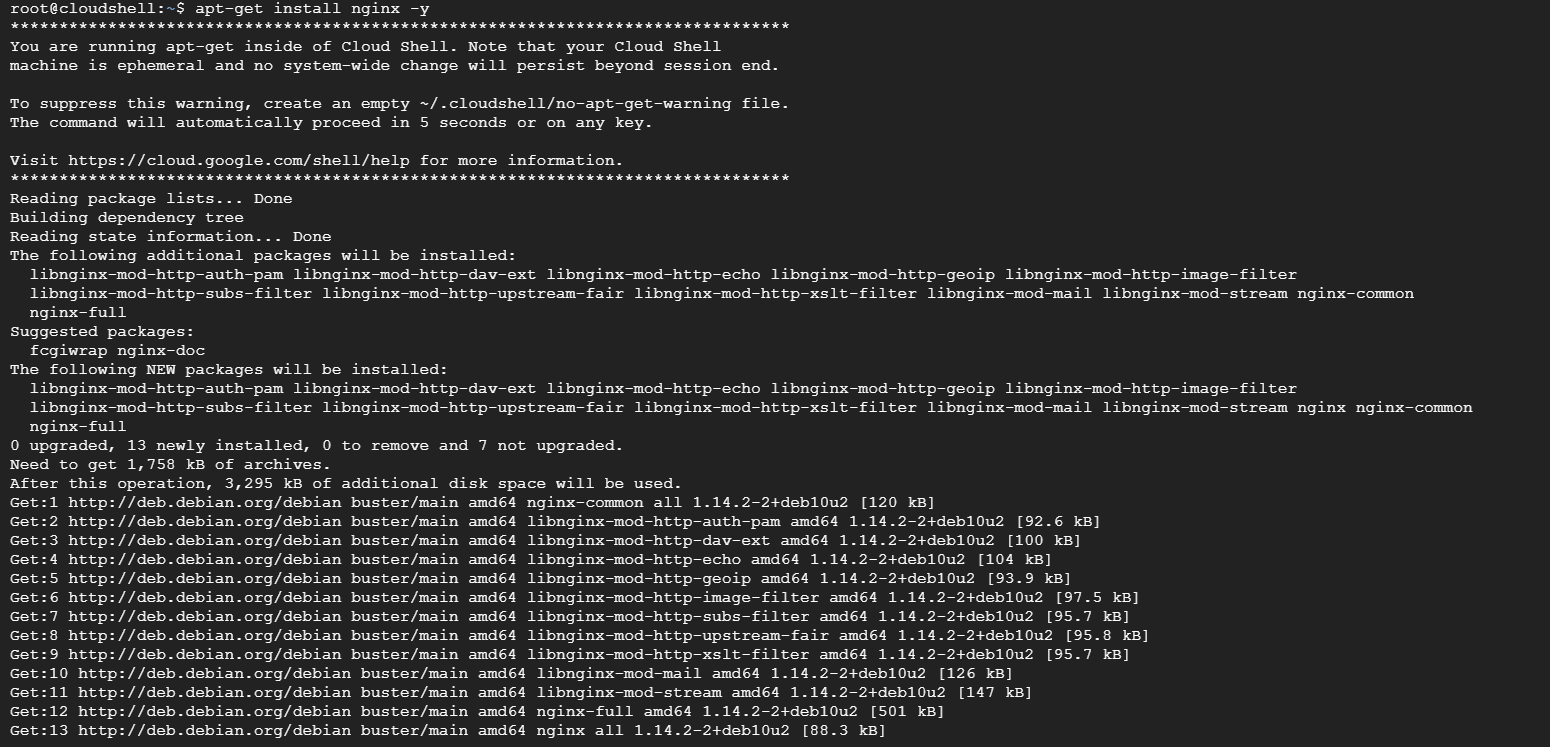 root@cloudshell:~$ apt-get install nginx -y
********************************************************************************
You are running apt-get inside of Cloud Shell. Note that your Cloud Shell
machine is ephemeral and no system-wide change will persist beyond session end.

To suppress this warning, create an empty ~/.cloudshell/no-apt-get-warning file.
The command will automatically proceed in 5 seconds or on any key.

Visit https://cloud.google.com/shell/help for more information.
********************************************************************************
Reading package lists... Done
Building dependency tree
Reading state information... Done
The following additional packages will be installed:
  libnginx-mod-http-auth-pam libnginx-mod-http-dav-ext libnginx-mod-http-echo libnginx-mod-http-geoip libnginx-mod-http-image-filter
  libnginx-mod-http-subs-filter libnginx-mod-http-upstream-fair libnginx-mod-http-xslt-filter libnginx-mod-mail libnginx-mod-stream nginx-common
  nginx-full
Suggested packages:
  fcgiwrap nginx-doc
The following NEW packages will be installed:
  libnginx-mod-http-auth-pam libnginx-mod-http-dav-ext libnginx-mod-http-echo libnginx-mod-http-geoip libnginx-mod-http-image-filter
  libnginx-mod-http-subs-filter libnginx-mod-http-upstream-fair libnginx-mod-http-xslt-filter libnginx-mod-mail libnginx-mod-stream nginx nginx-common
  nginx-full
0 upgraded, 13 newly installed, 0 to remove and 7 not upgraded.
Need to get 1,758 kB of archives.
After this operation, 3,295 kB of additional disk space will be used.
Get:1 http://deb.debian.org/debian buster/main amd64 nginx-common all 1.14.2-2+deb10u2 [120 kB]
Get:2 http://deb.debian.org/debian buster/main amd64 libnginx-mod-http-auth-pam amd64 1.14.2-2+deb10u2 [92.6 kB]
Get:3 http://deb.debian.org/debian buster/main amd64 libnginx-mod-http-dav-ext amd64 1.14.2-2+deb10u2 [100 kB]
Get:4 http://deb.debian.org/debian buster/main amd64 libnginx-mod-http-echo amd64 1.14.2-2+deb10u2 [104 kB]
Get:5 http://deb.debian.org/debian buster/main amd64 libnginx-mod-http-geoip amd64 1.14.2-2+deb10u2 [93.9 kB]
Get:6 http://deb.debian.org/debian buster/main amd64 libnginx-mod-http-image-filter amd64 1.14.2-2+deb10u2 [97.5 kB]
Get:7 http://deb.debian.org/debian buster/main amd64 libnginx-mod-http-subs-filter amd64 1.14.2-2+deb10u2 [95.7 kB]
Get:8 http://deb.debian.org/debian buster/main amd64 libnginx-mod-http-upstream-fair amd64 1.14.2-2+deb10u2 [95.8 kB]
Get:9 http://deb.debian.org/debian buster/main amd64 libnginx-mod-http-xslt-filter amd64 1.14.2-2+deb10u2 [95.7 kB]
Get:10 http://deb.debian.org/debian buster/main amd64 libnginx-mod-mail amd64 1.14.2-2+deb10u2 [126 kB]
Get:11 http://deb.debian.org/debian buster/main amd64 libnginx-mod-stream amd64 1.14.2-2+deb10u2 [147 kB]
Get:12 http://deb.debian.org/debian buster/main amd64 nginx-full amd64 1.14.2-2+deb10u2 [501 kB]
Get:13 http://deb.debian.org/debian buster/main amd64 nginx all 1.14.2-2+deb10u2 [88.3 kB]